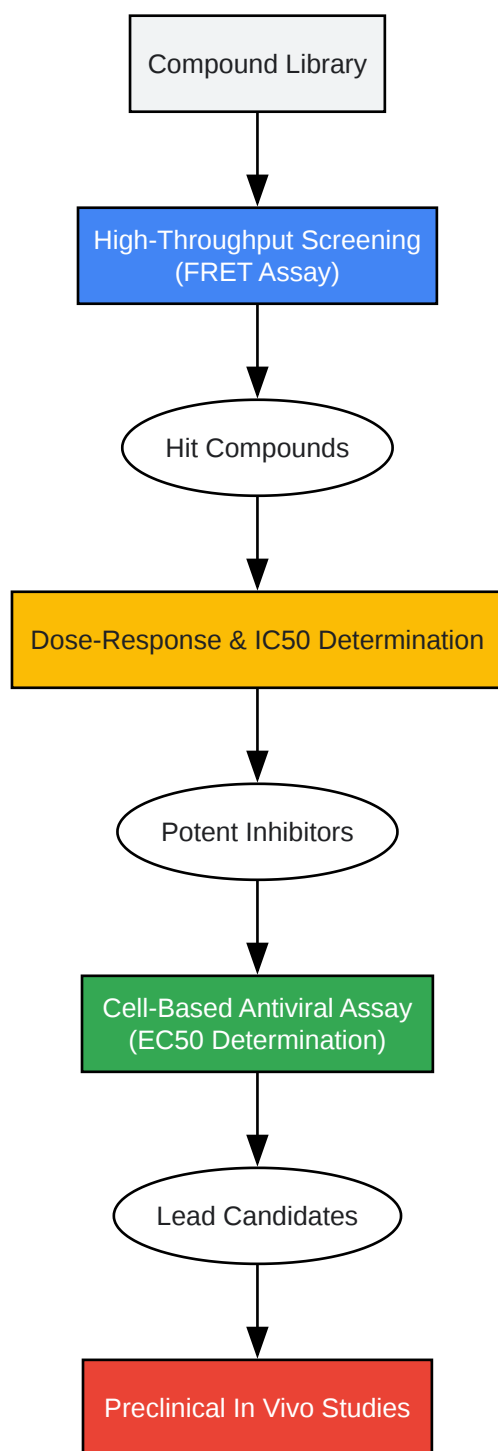 Compound Library
High-Throughput Screening
(FRET Assay)
Hit Compounds
Dose-Response & IC50 Determination
Potent Inhibitors
Cell-Based Antiviral Assay
(EC50 Determination)
Lead Candidates
Preclinical In Vivo Studies